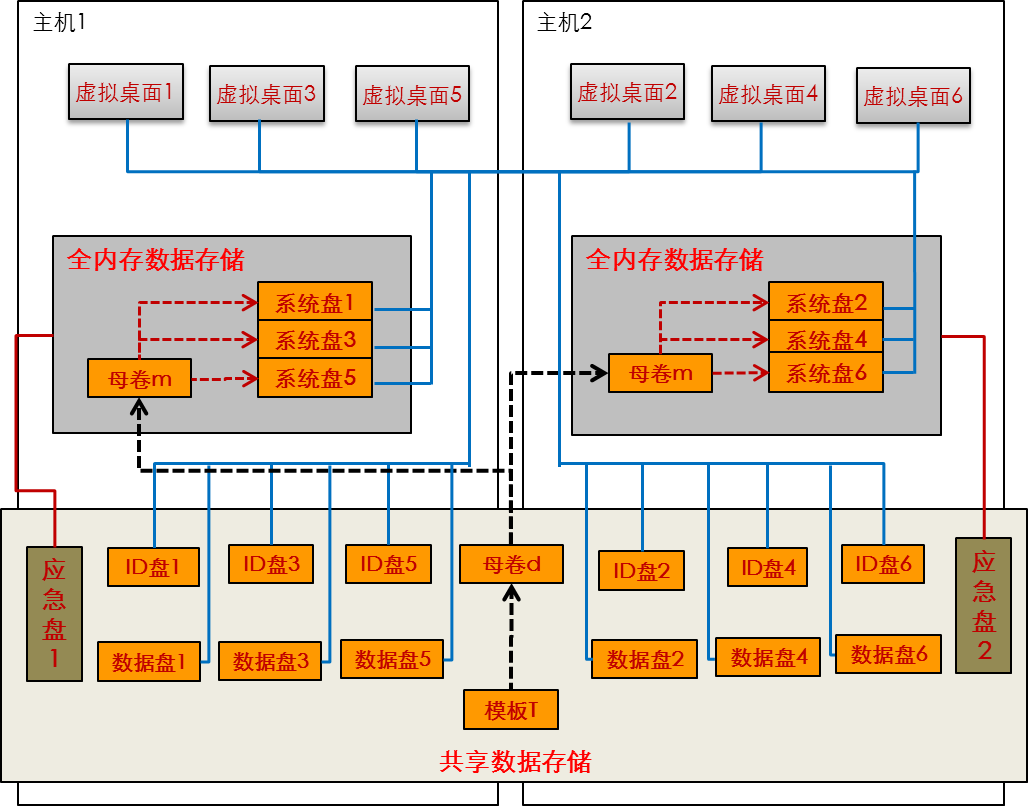 主机1
主机2
虚拟桌面1
虚拟桌面3
虚拟桌面5
虚拟桌面2
虚拟桌面4
虚拟桌面6
全内存数据存储
系统盘1
系统盘3
系统盘5
母卷m
全内存数据存储
系统盘2
系统盘4
系统盘6
母卷m
应
急
盘
1
ID盘1
ID盘3
ID盘5
母卷d
ID盘2
ID盘4
ID盘6
应
急
盘
2
数据盘1
数据盘3
数据盘5
数据盘2
数据盘4
数据盘6
模板T
共享数据存储